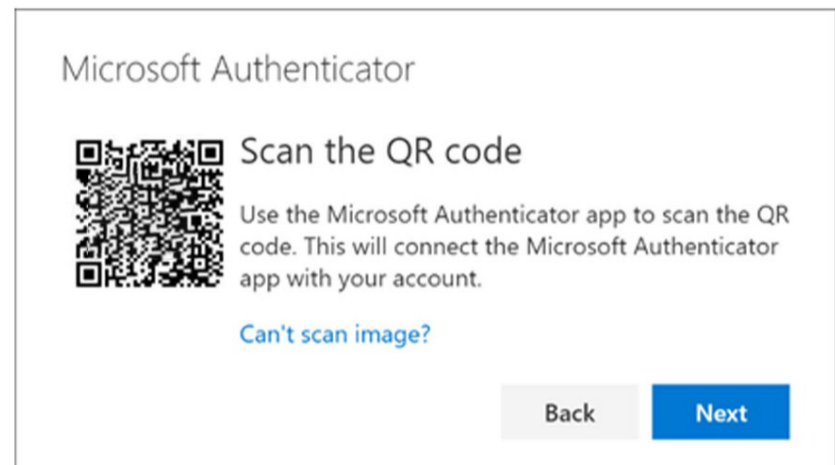 Microsoft Authenticator
Scan the QR code
Use the Microsoft Authenticator app to scan the QR
code. This will connect the Microsoft Authenticator
app with your account.
Can't scan image?
Back
Next